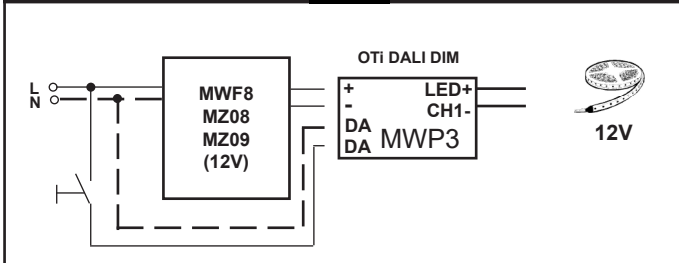 OTi DALI DIM
L
N
MWF8
MZ08
MZ09
(12V)
+
-
DA
DA
LED+
CH1-
MWP3
12V